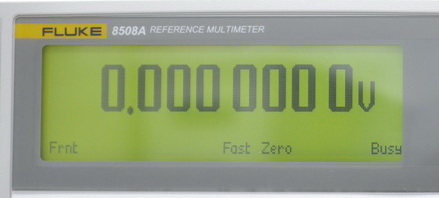 FLUKE 8508A REFERENCE MULTIMETER
0.000 000 0V
Frnt Fast Zero Busy